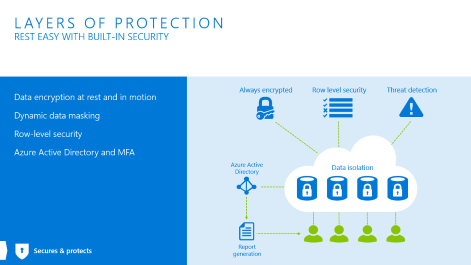 LAYERS OF PROTECTION
REST EASY WITH BUILT-IN SECURITY
Data encryption at rest and in motion
Dynamic data masking
Row-level security
Azure Active Directory and MFA
Always encrypted
Row level security
Threat detection
Data isolation
Azure Active
Directory
Report
generation
Secures & protects